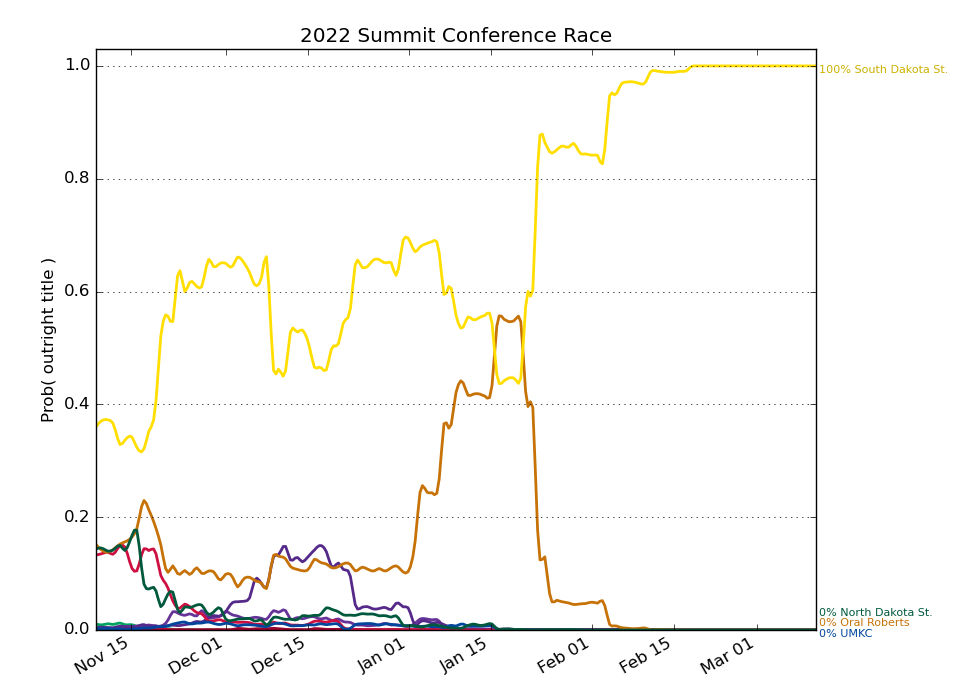 2022 Summit Conference Race
Prob( outright title )
1.0
0.8
0.6
0.4
0.2
0.0
Nov 15
Dec 01
Dec 15
Jan 01
Jan 15
Feb 01
Feb 15
Mar 01
100% South Dakota St.
0% North Dakota St.
0% Oral Roberts
0% UMKC